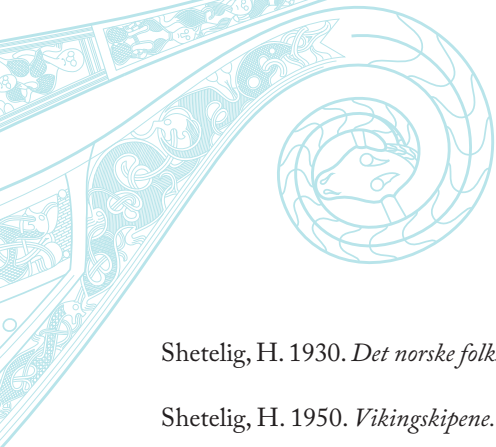 Shetelig, H. 1930. Det norske folk
Shetelig, H. 1950. Vikingskipene.